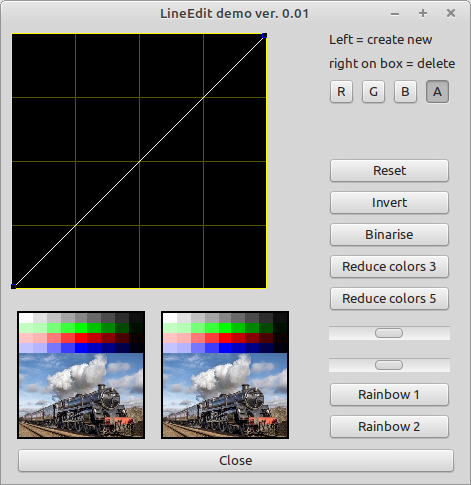 LineEdit demo ver. 0.01
Left = create new
right on box = delete
R G B A
Reset
Invert
Binarise
Reduce colors 3
Reduce colors 5
Rainbow 1
Rainbow 2
Close